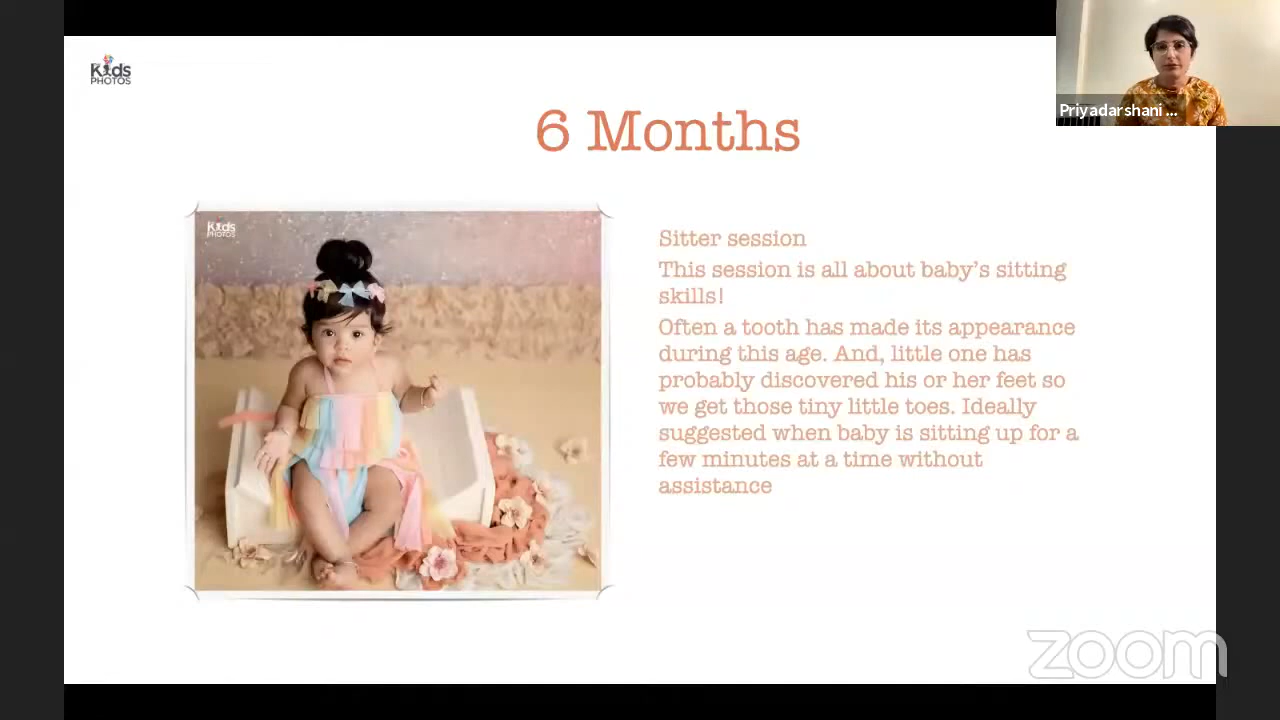 Kids
PHOTOS
Priyadarshani ...
6 Months
Kids
PHOTOS
Sitter session
This session is all about baby's sitting
skills!
Often a tooth has made its appearance
during this age. And, little one has
probably discovered his or her feet so
we get those tiny little toes. Ideally
suggested when baby is sitting up for a
few minutes at a time without
assistance
zoom